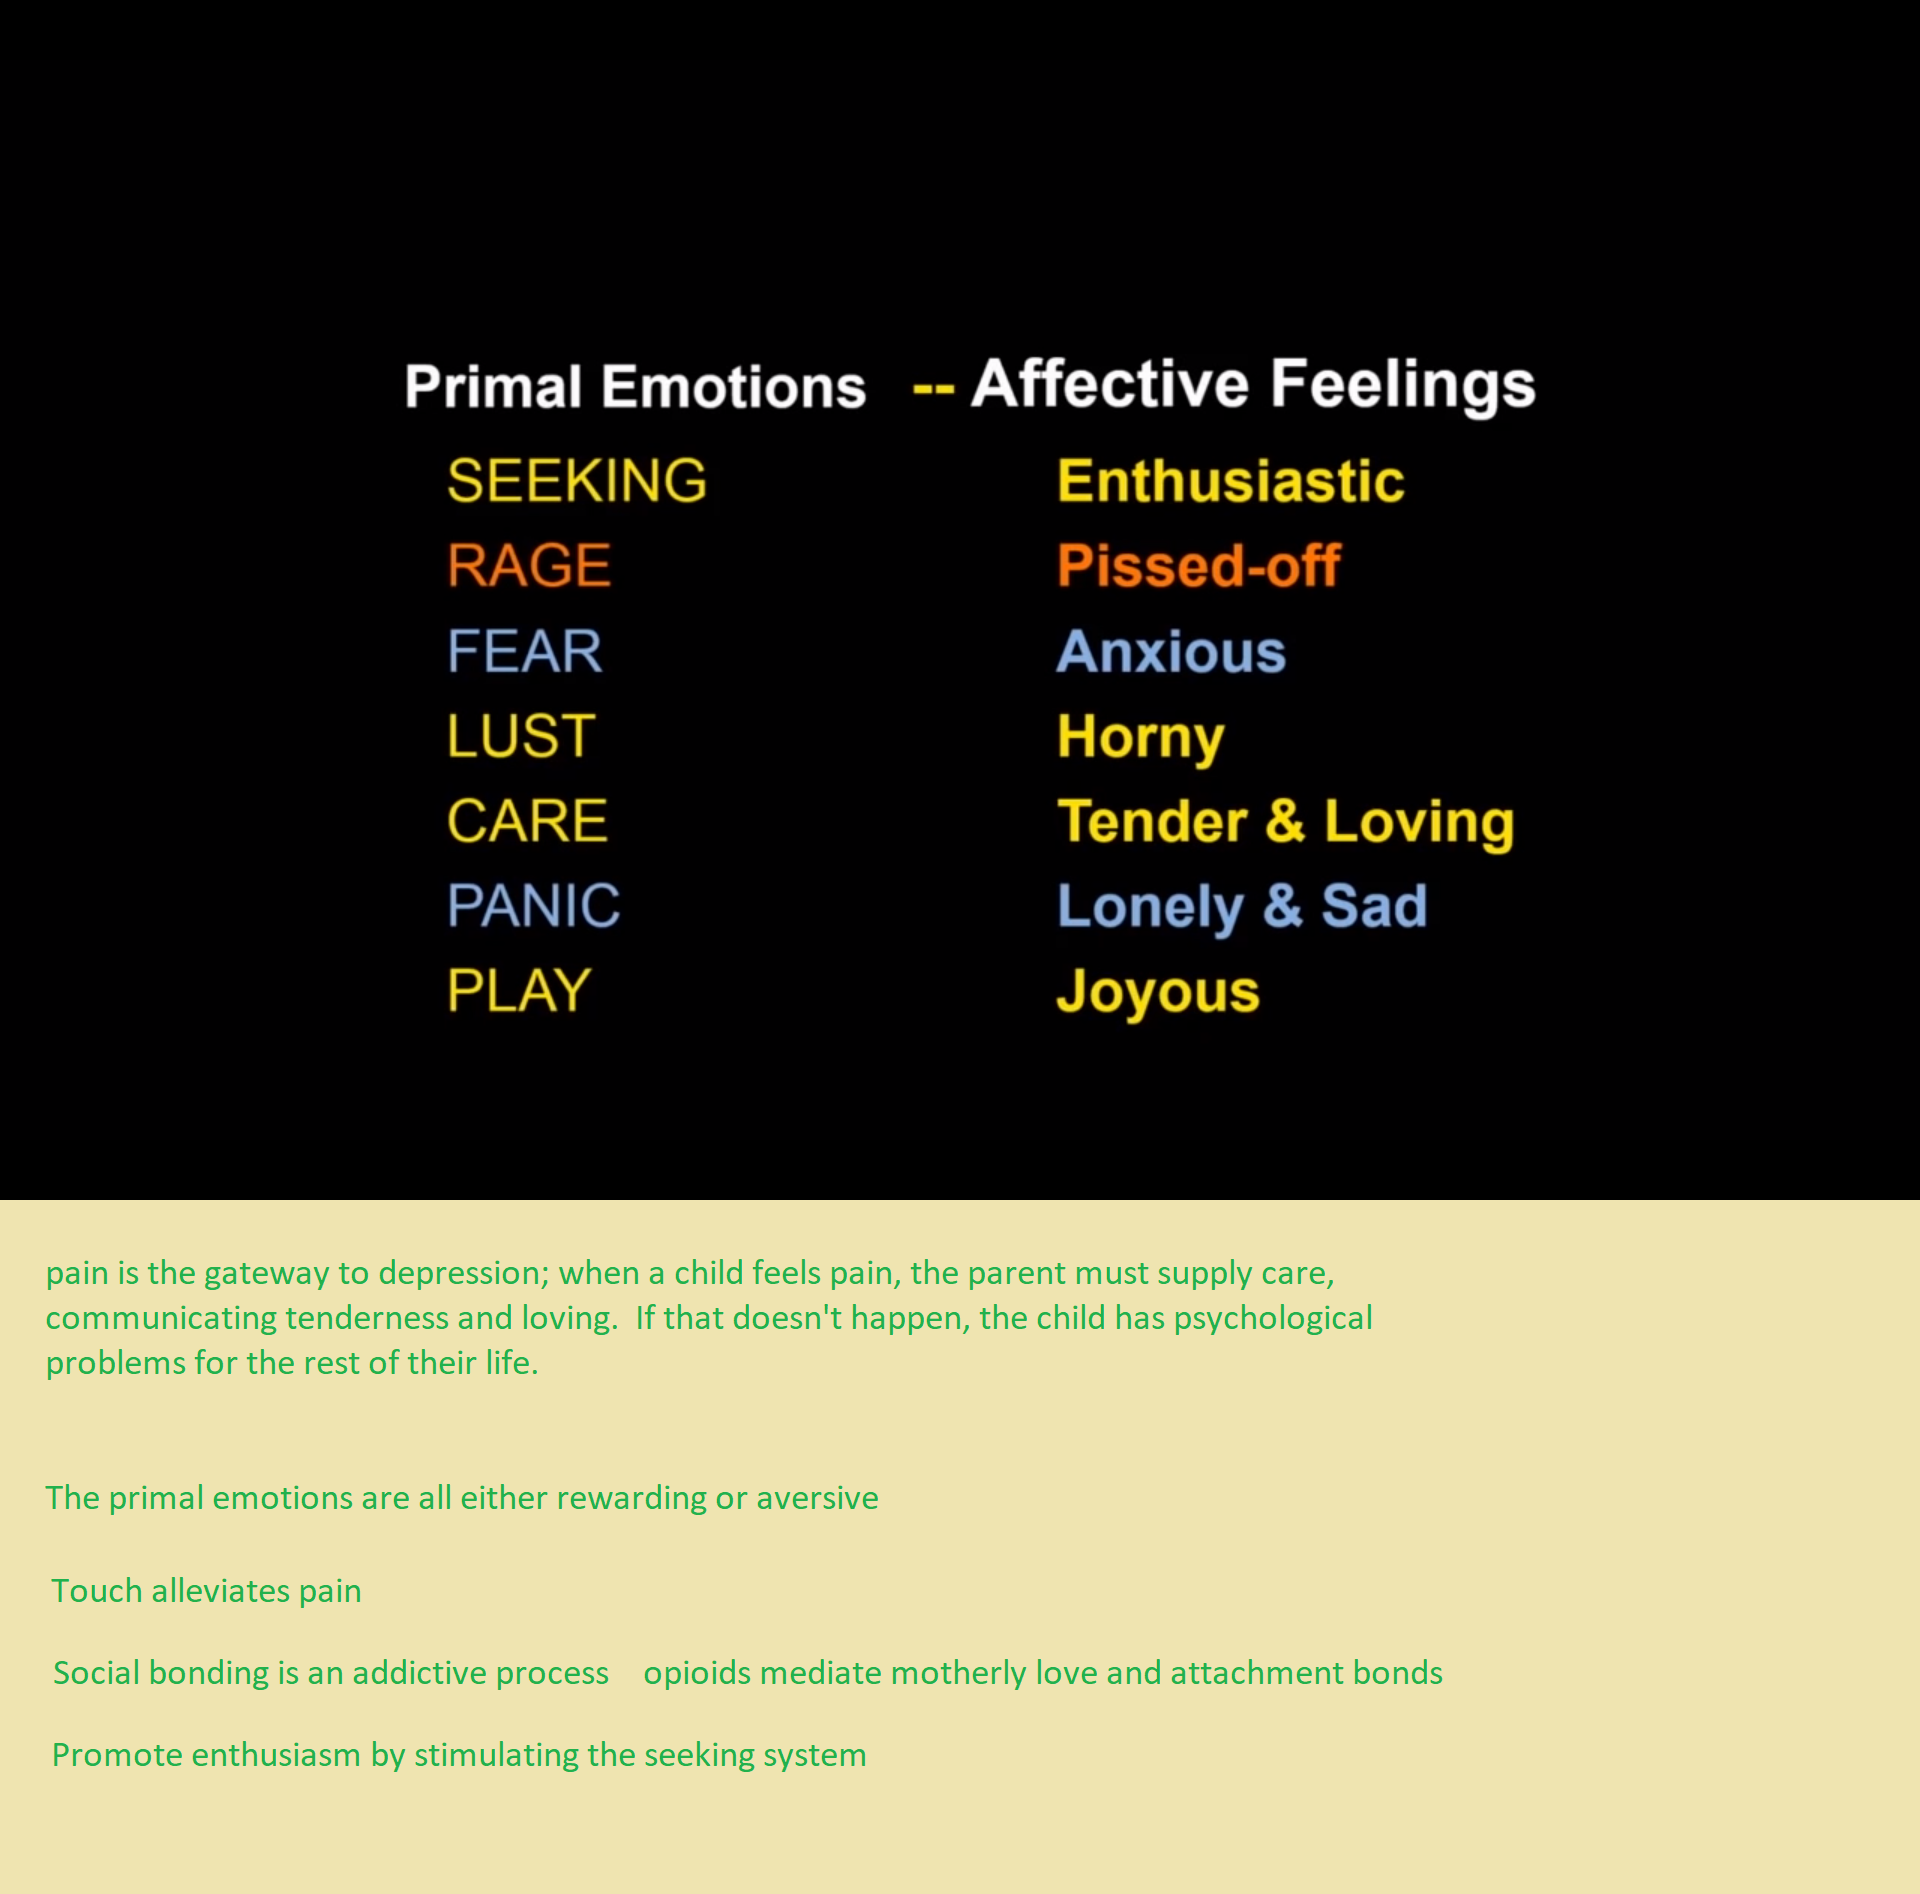 Primal Emotions -- Affective Feelings
SEEKING Enthusiastic
RAGE Pissed-off
FEAR Anxious
LUST Horny
CARE Tender & Loving
PANIC Lonely & Sad
PLAY Joyous
pain is the gateway to depression; when a child feels pain, the parent must supply care,
communicating tenderness and loving.  If that doesn't happen, the child has psychological
problems for the rest of their life.
The primal emotions are all either rewarding or aversive
Touch alleviates pain
Social bonding is an addictive process    opioids mediate motherly love and attachment bonds
Promote enthusiasm by stimulating the seeking system